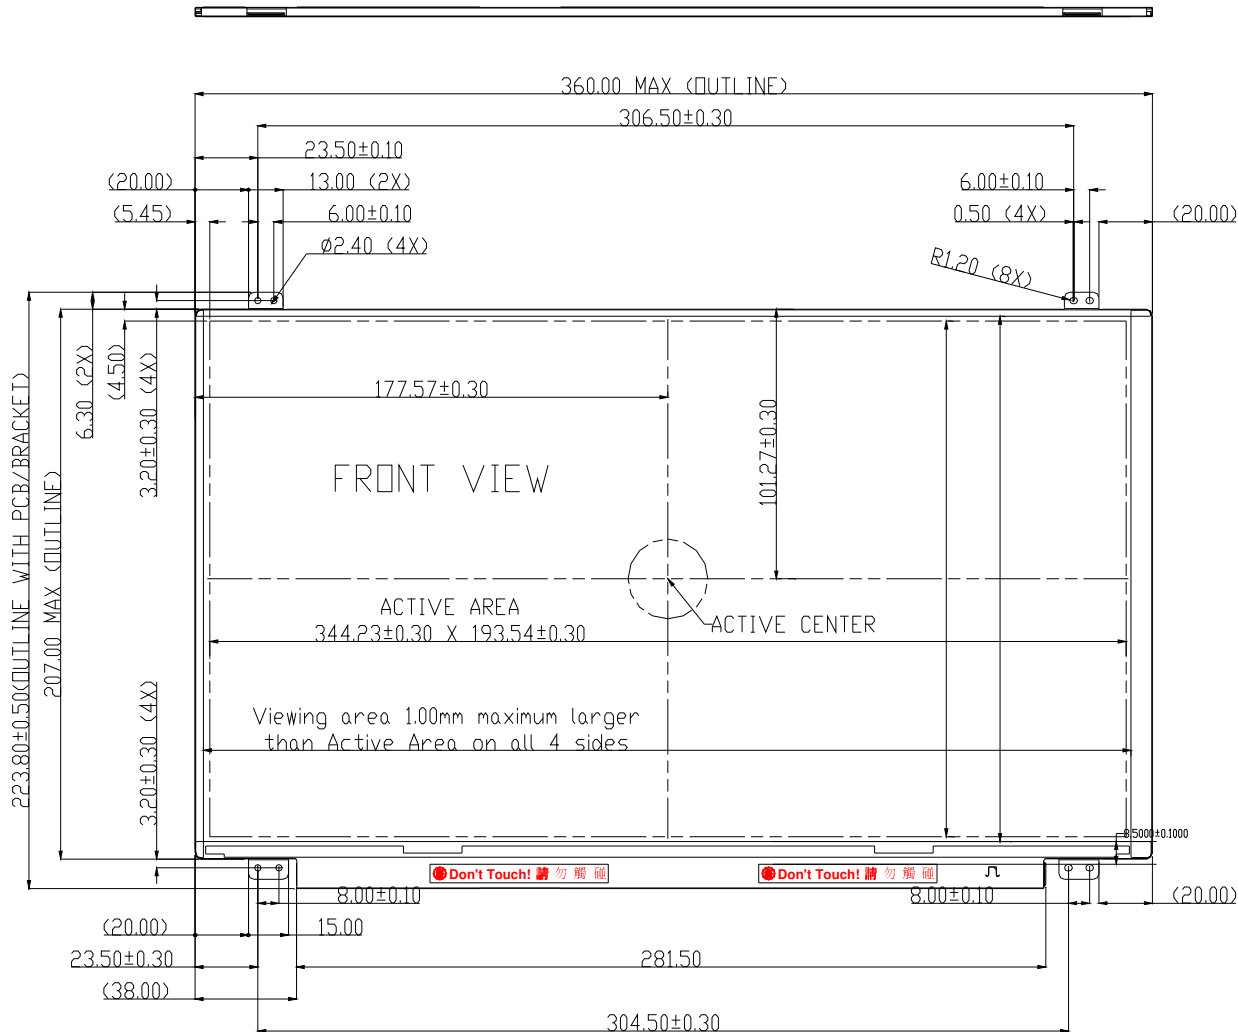 360.00 MAX (OUTLINE)
306.50±0.30
23.50±0.10
(20.00)
13.00 (2X)
6.00±0.10
(5.45)
6.00±0.10
0.50 (4X)
(20.00)
Ø2.40 (4X)
R1.20 (8X)
6.30 (2X)
(4.50)
3.20±0.30 (4X)
177.57±0.30
101.27±0.30
FRONT VIEW
223.80±0.50(OUTLINE WITH PCB/BRACKET)
207.00 MAX (OUTLINE)
ACTIVE AREA
344.23±0.30 X 193.54±0.30
ACTIVE CENTER
Viewing area 1.00mm maximum larger
than Active Area on all 4 sides
3.20±0.30 (4X)
8.5000±0.1000
Don't Touch! 請勿觸碰
Don't Touch! 請勿觸碰
8.00±0.10
8.00±0.10
(20.00)
(20.00)
15.00
23.50±0.30
281.50
(38.00)
304.50±0.30